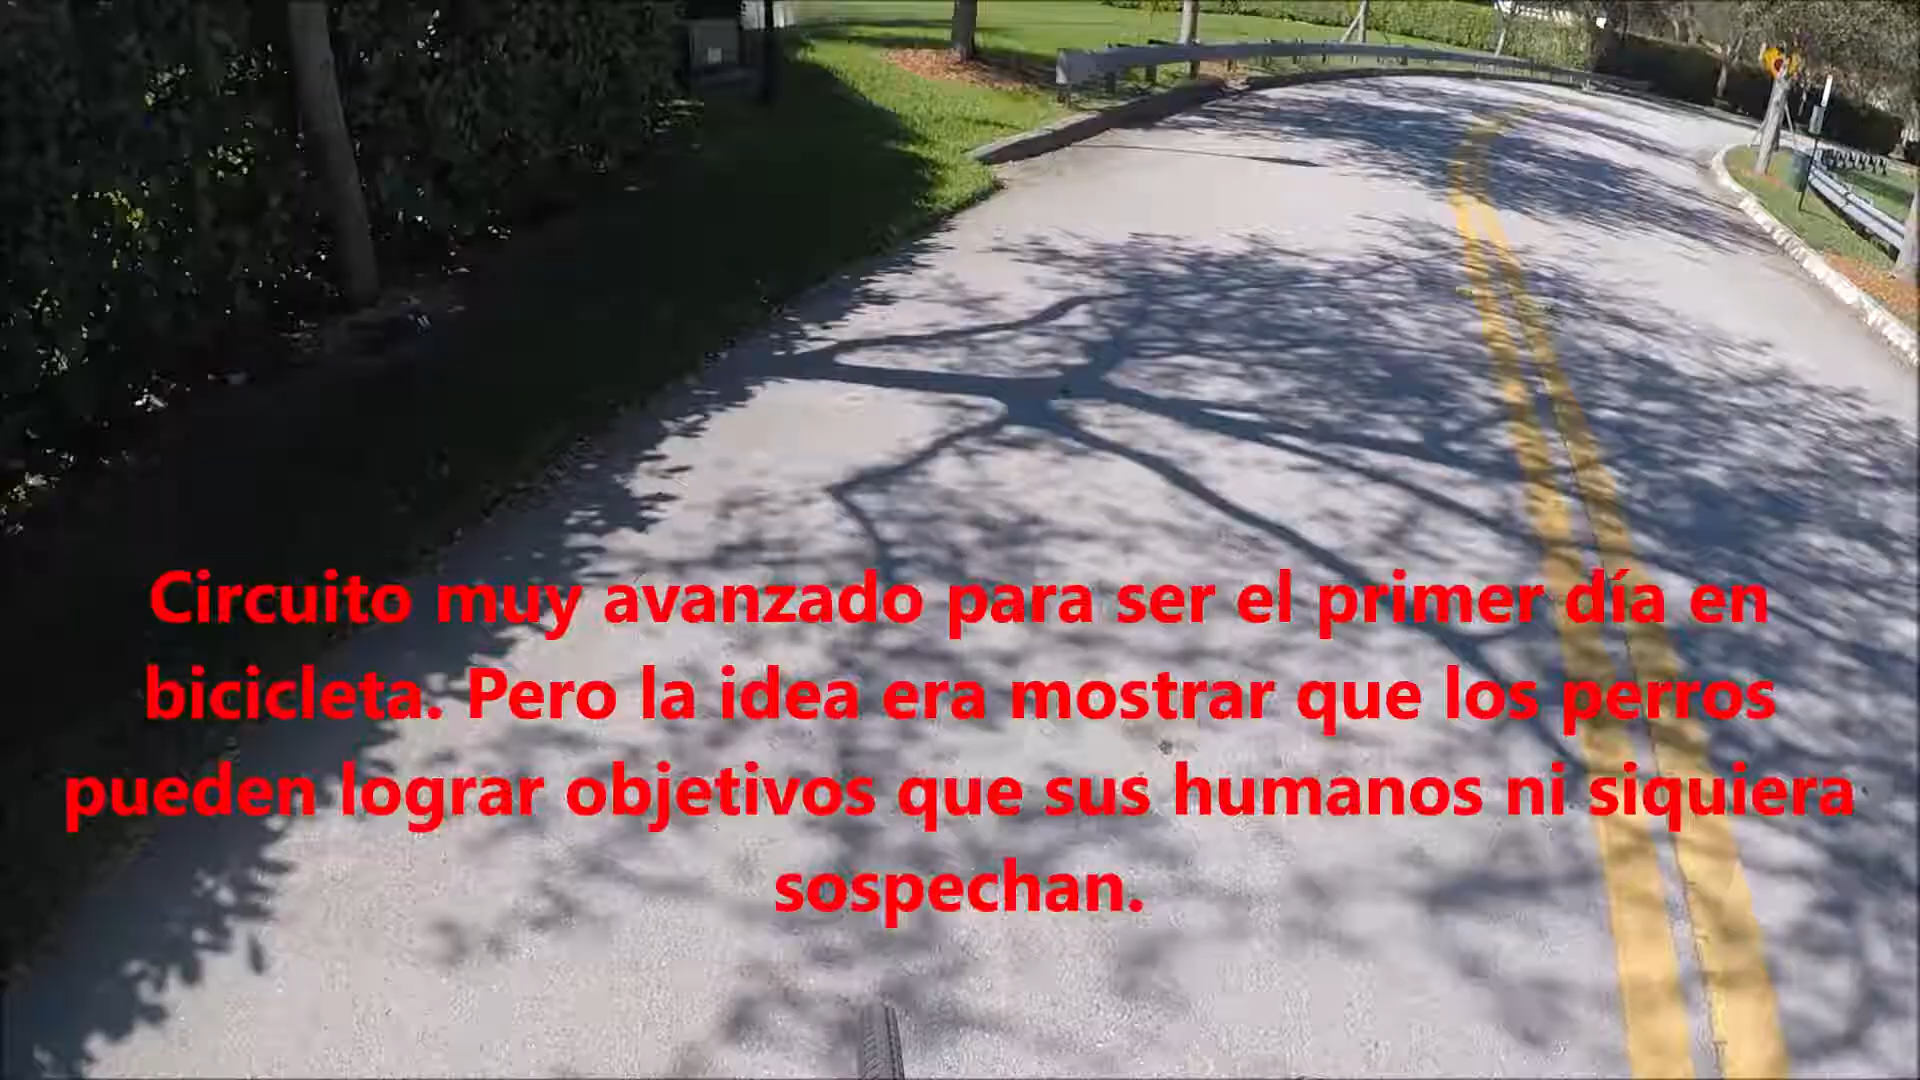 Circuito muy avanzado para ser el primer día en
bicicleta. Pero la idea era mostrar que los perros
pueden lograr objetivos que sus humanos ni siquiera
sospechan.